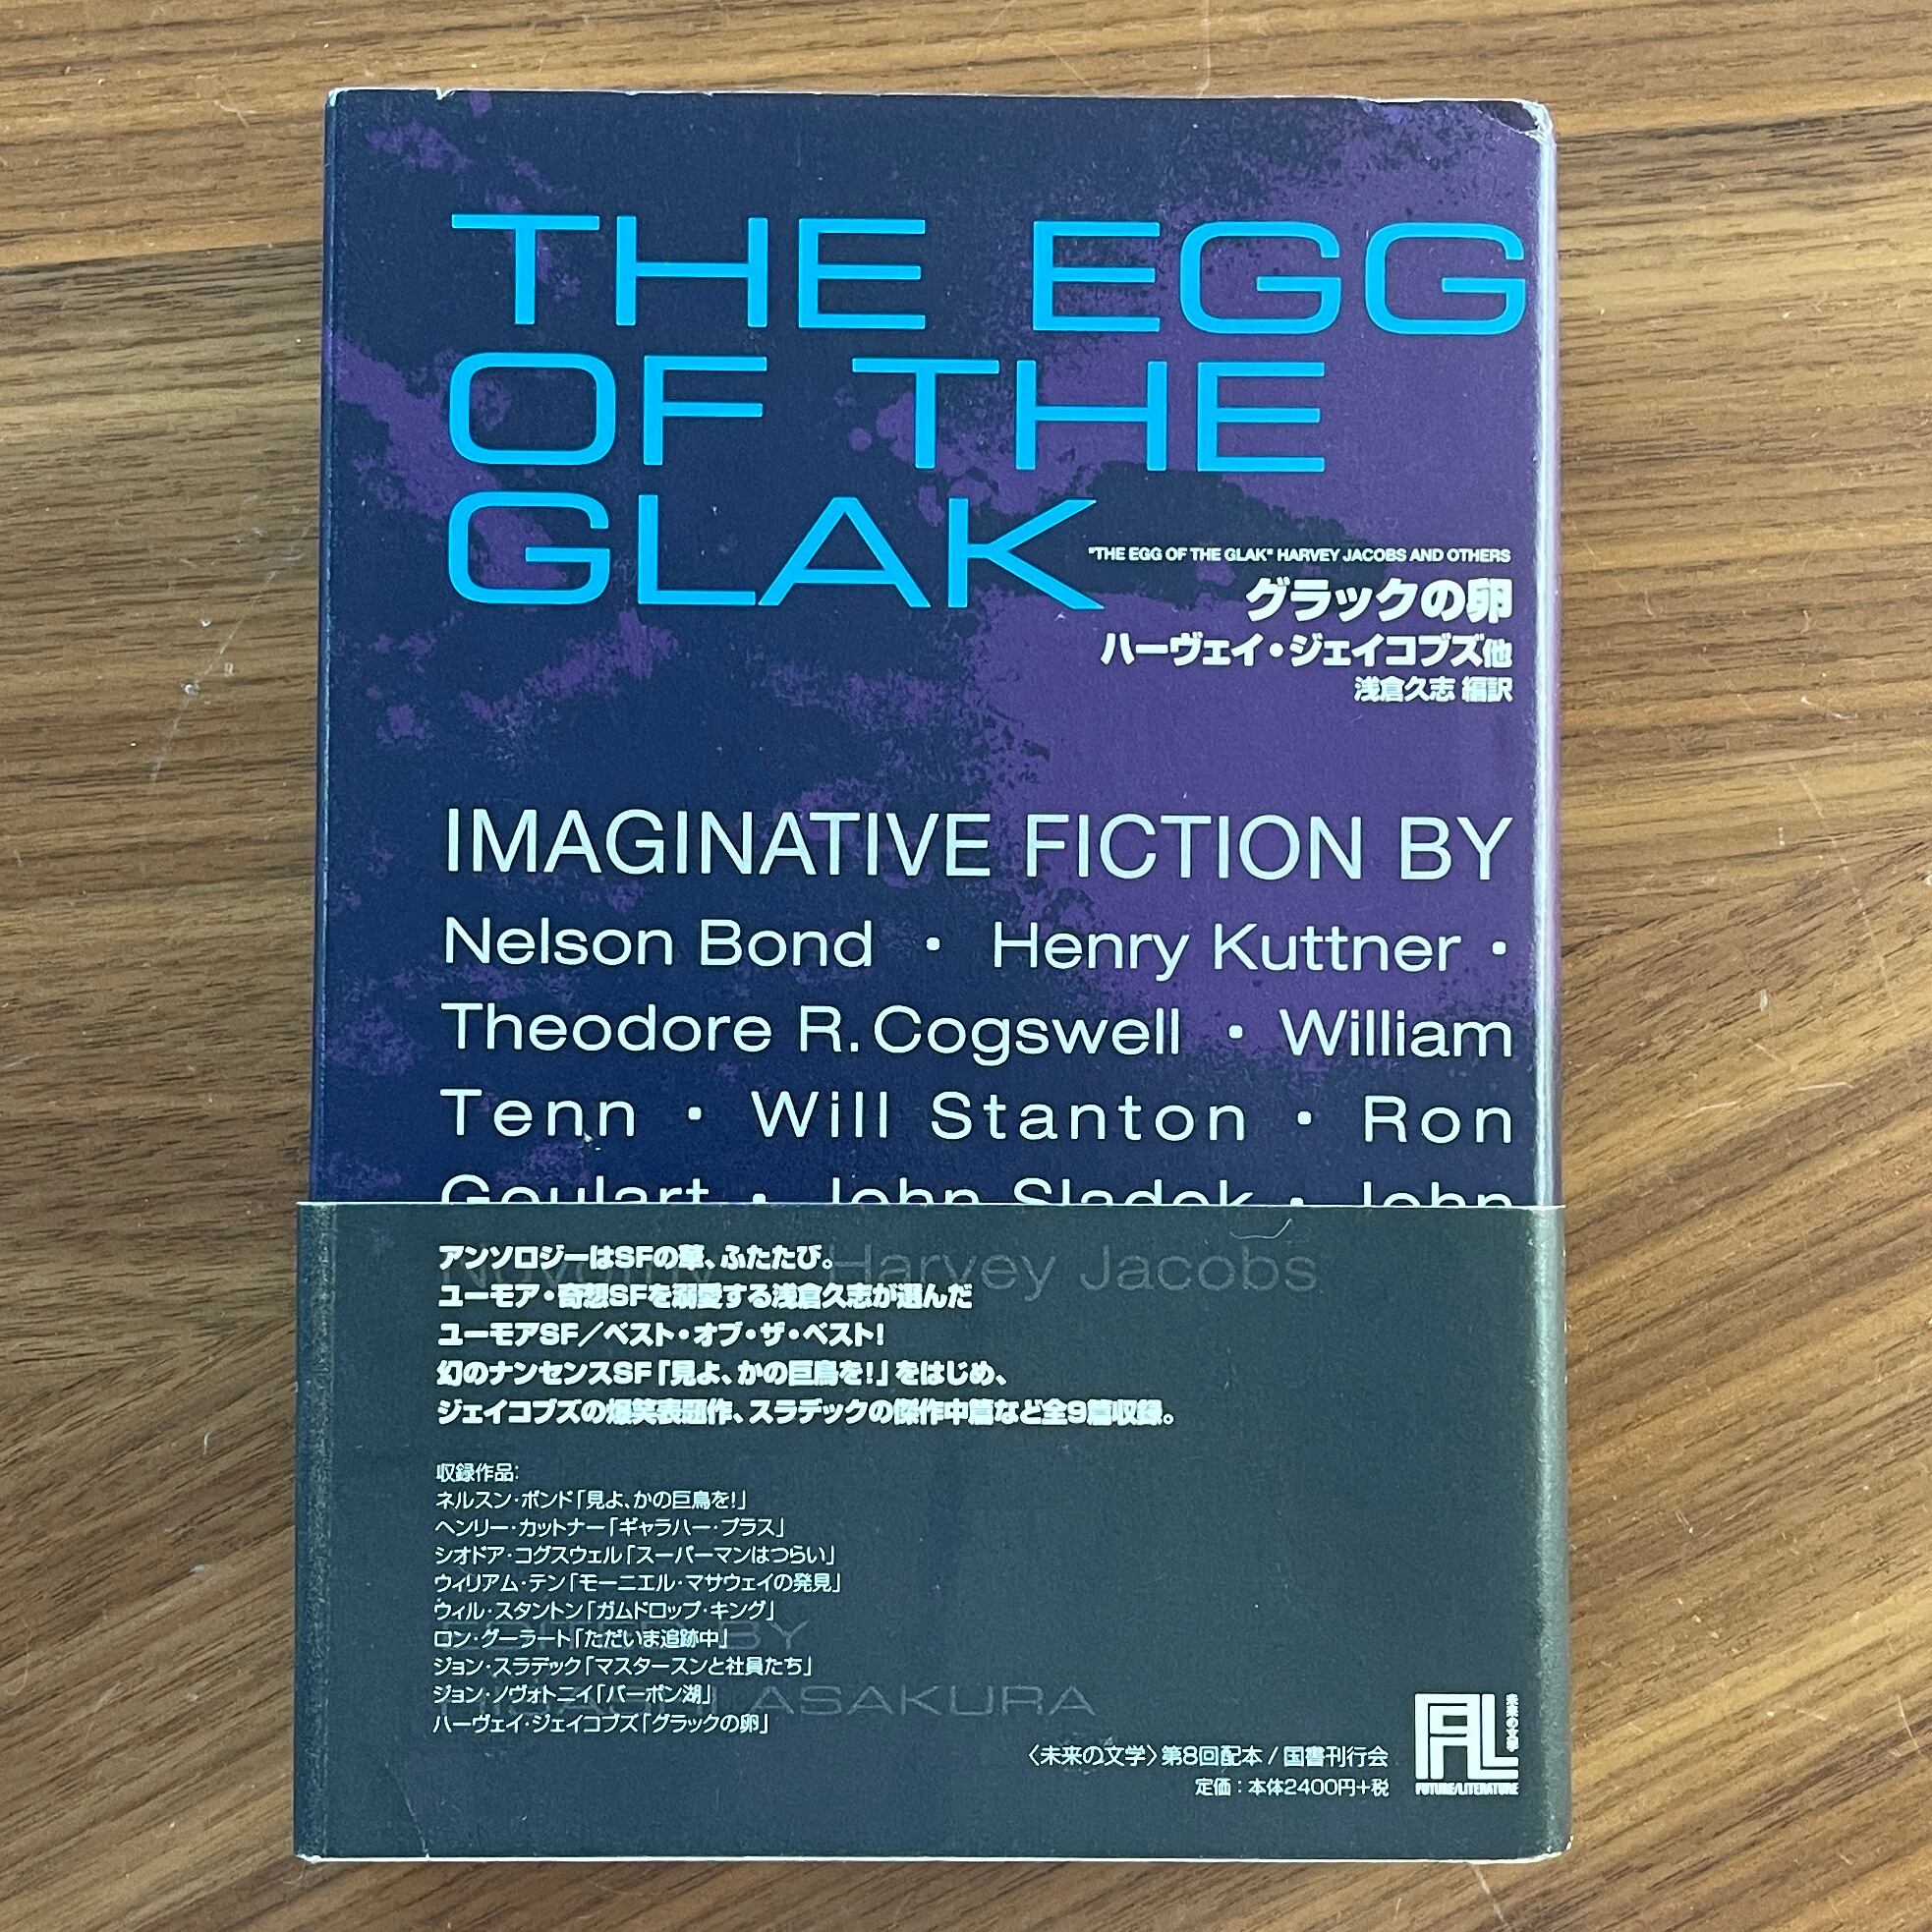 THE EGG
OF THE
GLAK
"THE EGG OF THE GLAK" HARVEY JACOBS AND OTHERS
グラックの卵
ハーヴェイ・ジェイコブズ他
浅倉久志 編訳
IMAGINATIVE FICTION BY
Nelson Bond ・ Henry Kuttner ・
Theodore R. Cogswell ・ William
Tenn ・ Will Stanton ・ Ron
Goulart ・ John Sladek ・ John
Novotny ・ Harvey Jacobs
アンソロジーはSFの華、ふたたび。
ユーモア・奇想SFを溺愛する浅倉久志が選んだ
ユーモアSF/ベスト・オブ・ザ・ベスト!
幻のナンセンスSF「見よ、かの巨鳥を!」をはじめ、
ジェイコブズの爆笑表題作、スラデックの傑作中篇など全9篇収録。
収録作品:
ネルスン・ボンド「見よ、かの巨鳥を!」
ヘンリー・カットナー「ギャラハー・プラス」
シオドア・コグスウェル「スーパーマンはつらい」
ウィリアム・テン「モーニエル・マサウェイの発見」
ウィル・スタントン「ガムドロップ・キング」
ロン・グーラート「ただいま追跡中」
ジョン・スラデック「マスタースンと社員たち」
ジョン・ノヴォトニイ「バーボン湖」
ハーヴェイ・ジェイコブズ「グラックの卵」
BY
ASAKURA
〈未来の文学〉第8回配本 / 国書刊行会
定価：本体2400円+税
未来の文学
FUTURE/LITERATURE